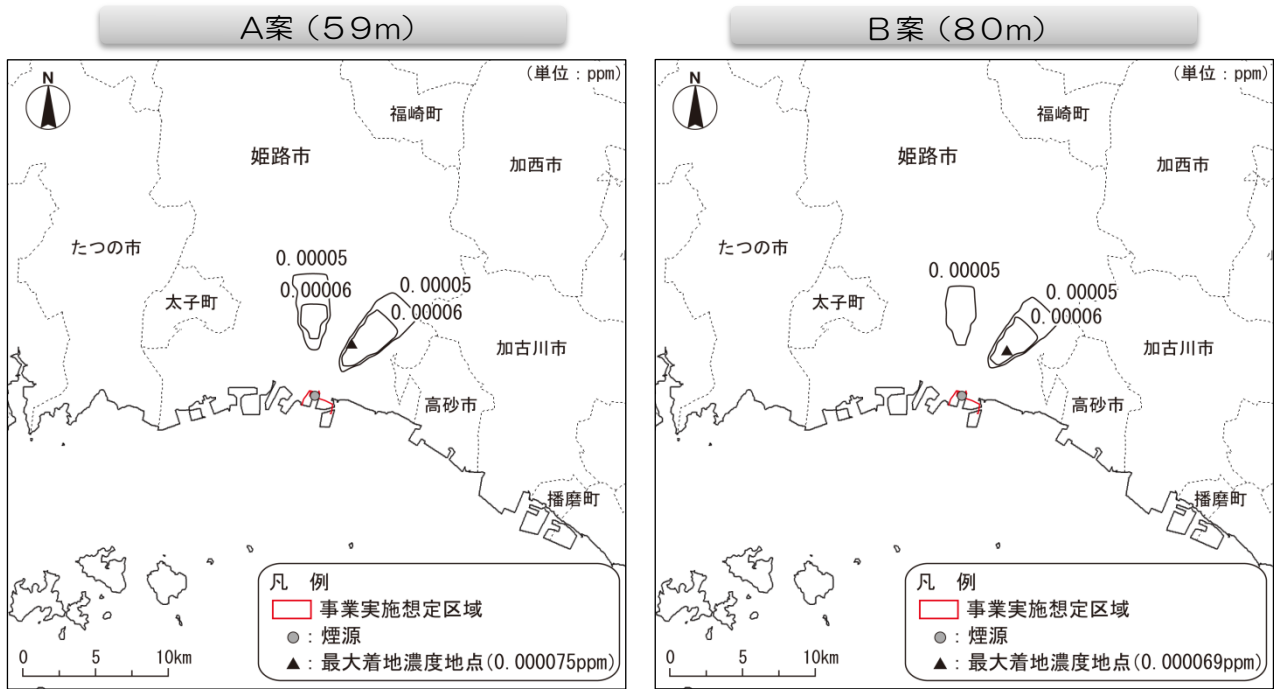 A案（59m）
（単位：ppm）
N
福崎町
姫路市
加西市
たつの市
0.00005
0.00005
0.00006
太子町
0.00006
加古川市
高砂市
播磨町
凡 例
事業実施想定区域
：煙源
：最大着地濃度地点(0.000075ppm)
0 5 10km
B案（80m）
（単位：ppm）
N
福崎町
姫路市
加西市
たつの市
0.00005
0.00005
太子町
0.00006
加古川市
高砂市
播磨町
凡 例
事業実施想定区域
：煙源
：最大着地濃度地点(0.000069ppm)
0 5 10km